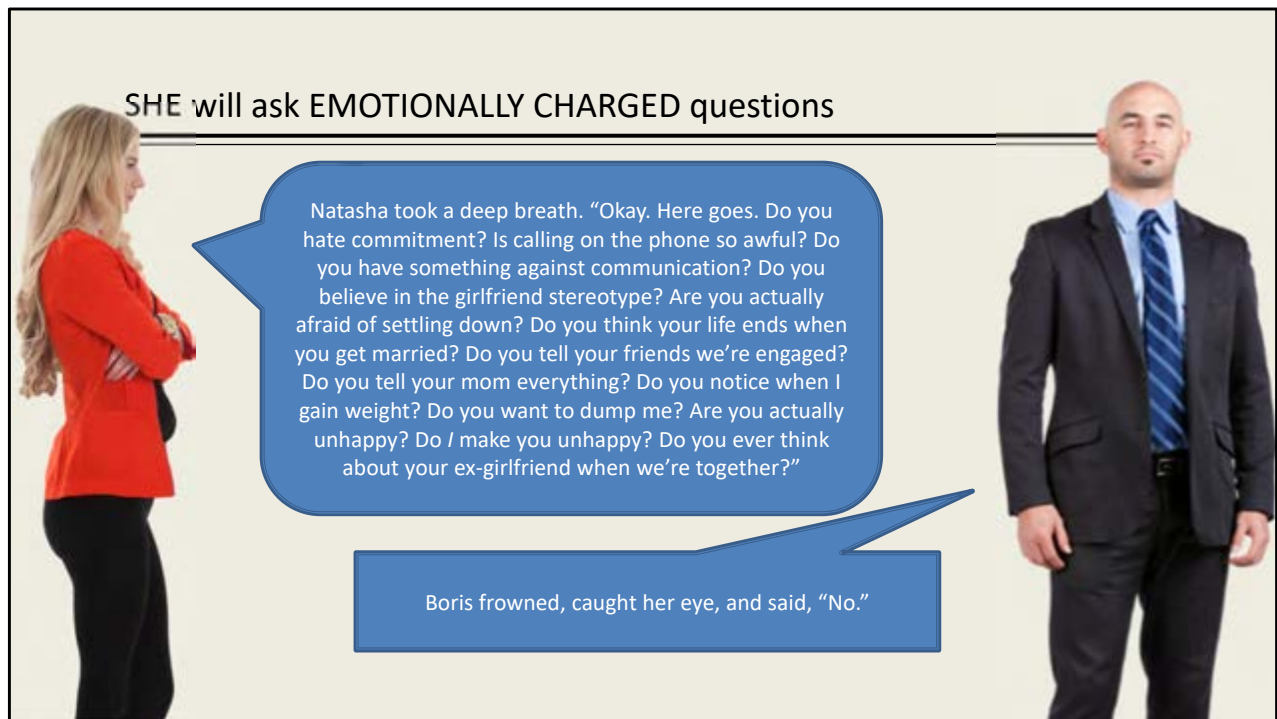 SHE will ask EMOTIONALLY CHARGED questions
Natasha took a deep breath. “Okay. Here goes. Do you
hate commitment? Is calling on the phone so awful? Do
you have something against communication? Do you
believe in the girlfriend stereotype? Are you actually
afraid of settling down? Do you think your life ends when
you get married? Do you tell your friends we’re engaged?
Do you tell your mom everything? Do you notice when I
gain weight? Do you want to dump me? Are you actually
unhappy? Do I make you unhappy? Do you ever think
about your ex-girlfriend when we’re together?”
Boris frowned, caught her eye, and said, “No.”